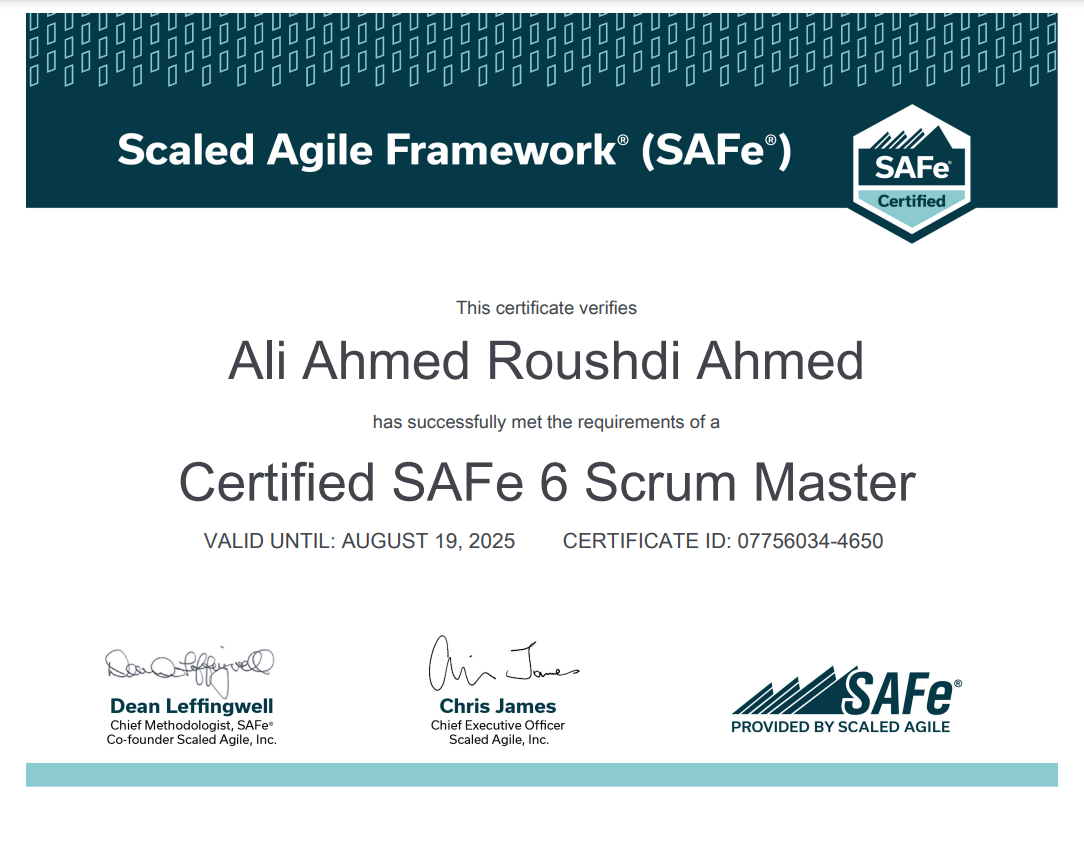 Scaled Agile Framework® (SAFe®)
SAFe®
Certified
This certificate verifies
Ali Ahmed Roushdi Ahmed
has successfully met the requirements of a
Certified SAFe 6 Scrum Master
VALID UNTIL: AUGUST 19, 2025 CERTIFICATE ID: 07756034-4650
Dean Leffingwell
Dean Leffingwell
Chief Methodologist, SAFe®
Co-founder Scaled Agile, Inc.
Chris James
Chris James
Chief Executive Officer
Scaled Agile, Inc.
SAFe®
PROVIDED BY SCALED AGILE